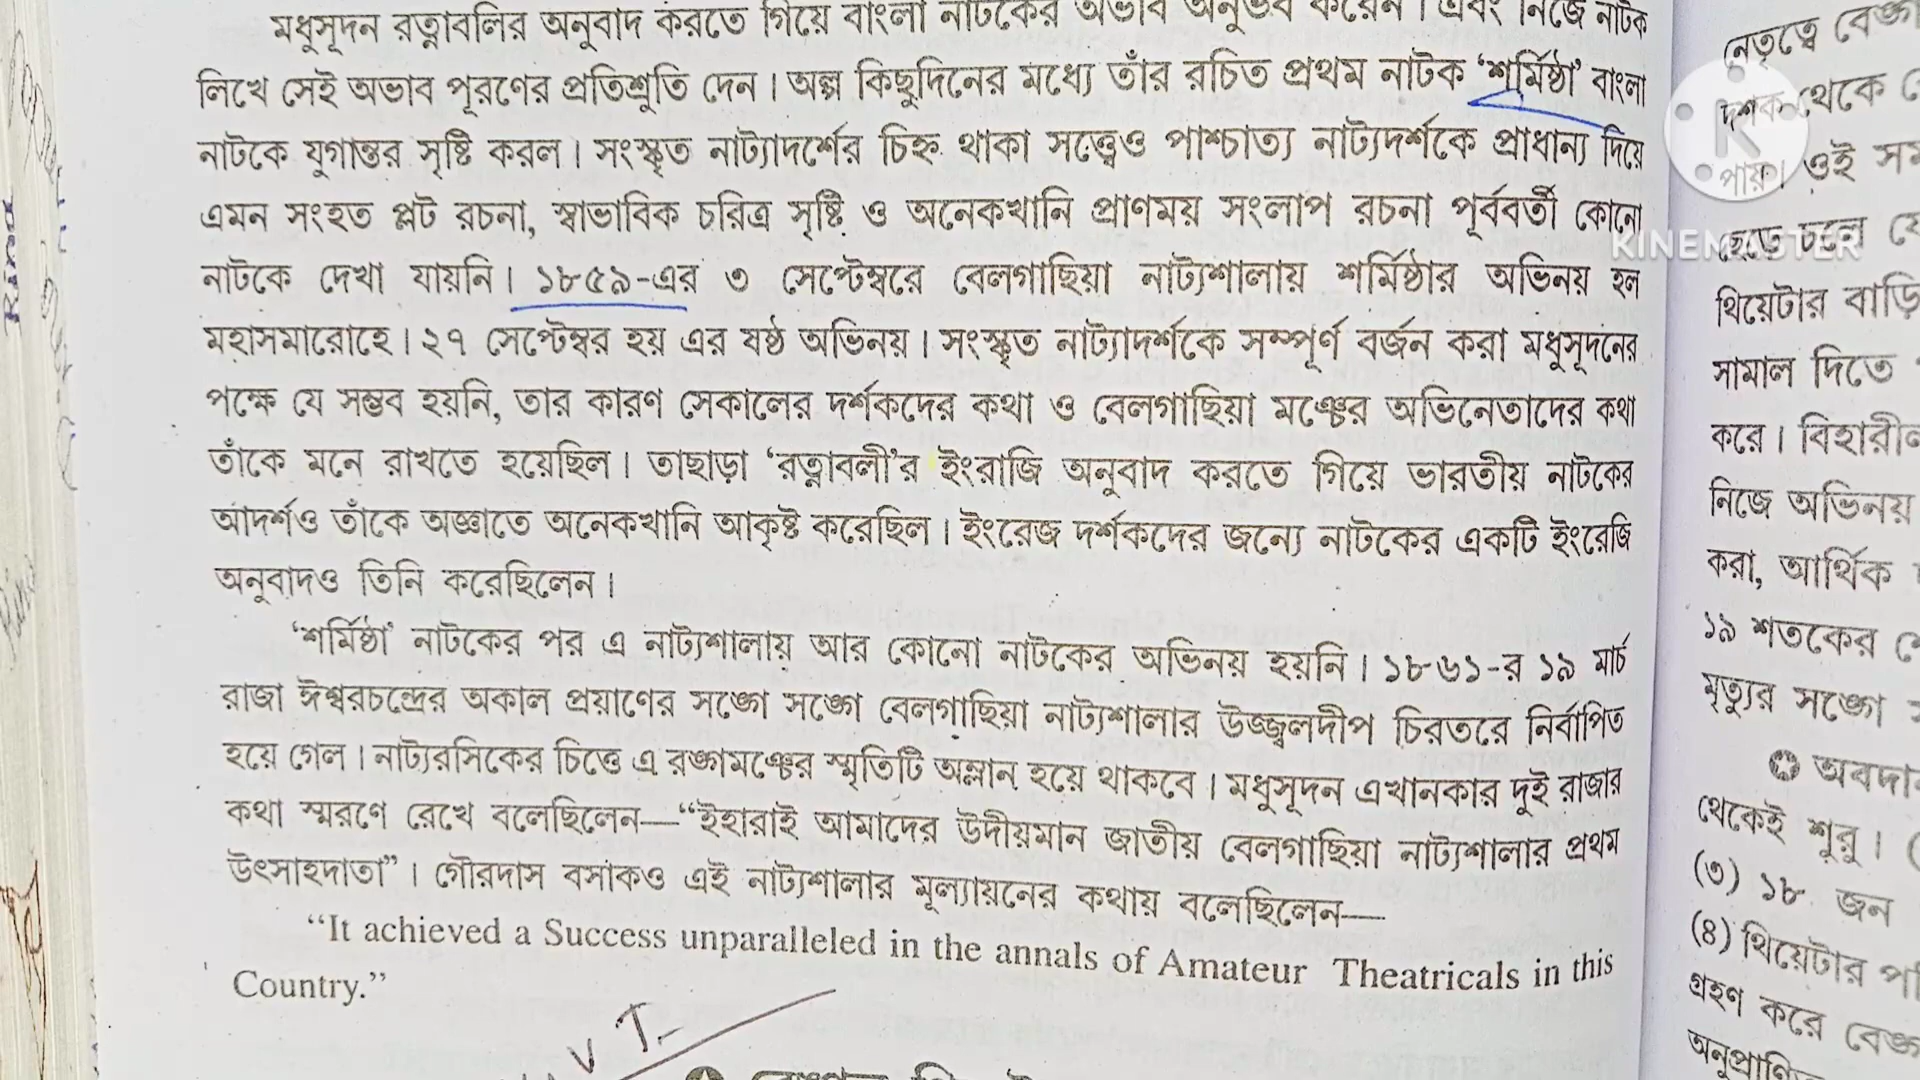 মধুসূদন রত্নাবলির অনুবাদ করতে গিয়ে বাংলা নাটকের অভাব অনুভব করেন। এবং নিজে নাটক
লিখে সেই অভাব পূরণের প্রতিশ্রুতি দেন। অল্প কিছুদিনের মধ্যে তাঁর রচিত প্রথম নাটক ‘শর্মিষ্ঠা’ বাংলা
নাটকে যুগান্তর সৃষ্টি করল। সংস্কৃত নাট্যাদর্শের চিহ্ন থাকা সত্ত্বেও পাশ্চাত্য নাট্যদর্শকে প্রাধান্য দিয়ে
এমন সংহত প্লট রচনা, স্বাভাবিক চরিত্র সৃষ্টি ও অনেকখানি প্রাণময় সংলাপ রচনা পূর্ববর্তী কোনো
নাটকে দেখা যায়নি। ১৮৫৯-এর ৩ সেপ্টেম্বরে বেলগাছিয়া নাট্যশালায় শর্মিষ্ঠার অভিনয় হল
মহাসমারোহে। ২৭ সেপ্টেম্বর হয় এর ষষ্ঠ অভিনয়। সংস্কৃত নাট্যাদর্শকে সম্পূর্ণ বর্জন করা মধুসূদনের
পক্ষে যে সম্ভব হয়নি, তার কারণ সেকালের দর্শকদের কথা ও বেলগাছিয়া মঞ্চের অভিনেতাদের কথা
তাঁকে মনে রাখতে হয়েছিল। তাছাড়া ‘রত্নাবলী’র ইংরাজি অনুবাদ করতে গিয়ে ভারতীয় নাটকের
আদর্শও তাঁকে অজ্ঞাতে অনেকখানি আকৃষ্ট করেছিল। ইংরেজ দর্শকদের জন্যে নাটকের একটি ইংরেজি
অনুবাদও তিনি করেছিলেন।
‘শর্মিষ্ঠা’ নাটকের পর এ নাট্যশালায় আর কোনো নাটকের অভিনয় হয়নি। ১৮৬১-র ১৯ মার্চ
রাজা ঈশ্বরচন্দ্রের অকাল প্রয়াণের সঙ্গে সঙ্গে বেলগাছিয়া নাট্যশালার উজ্জ্বলদীপ চিরতরে নির্বাপিত
হয়ে গেল। নাট্যরসিকের চিত্তে এ রঙ্গমঞ্চের স্মৃতিটি অম্লান হয়ে থাকবে। মধুসূদন এখানকার দুই রাজার
কথা স্মরণে রেখে বলেছিলেন—“ইহারাই আমাদের উদীয়মান জাতীয় বেলগাছিয়া নাট্যশালার প্রথম
উৎসাহদাতা”। গৌরদাস বসাকও এই নাট্যশালার মূল্যায়নের কথায় বলেছিলেন—
“It achieved a Success unparalleled in the annals of Amateur Theatricals in this
Country.”
নেতৃত্বে
দশক থেকে
পায়। ওই
ছেড়ে চলে
থিয়েটার বাড়ি
সামাল দিতে
করে।
নিজে অভিনয়
করা, আর্থিক
১৯ শতকের
মৃত্যুর সঙ্গে
থেকেই শুরু।
(৩) ১৮ জন
(৪) থিয়েটার
গ্রহণ করে
K
KINEMASTER